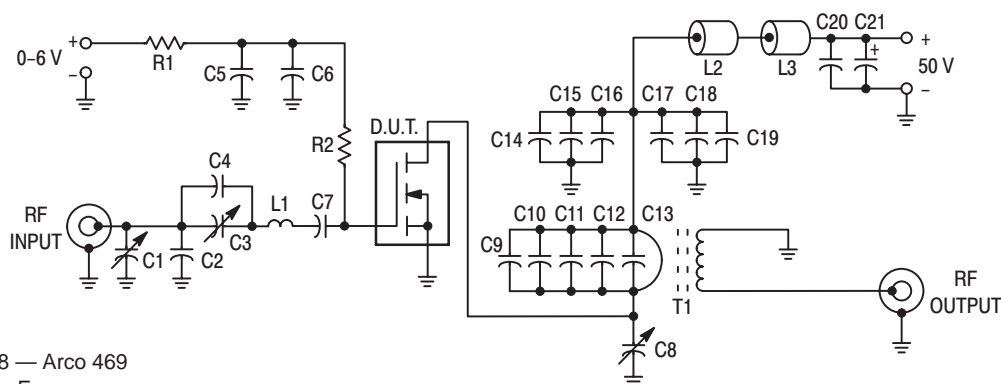 C20 C21
+
0–6 V
R1
C5
C6
–
L2
L3
+
+
50 V
–
C15 C16 C17 C18
C14
C19
D.U.T.
R2
C4
RF
INPUT
L1
C7
C3
C1
C2
C10 C11 C12 C13
C9
T1
RF
OUTPUT
C8
8 — Arco 469